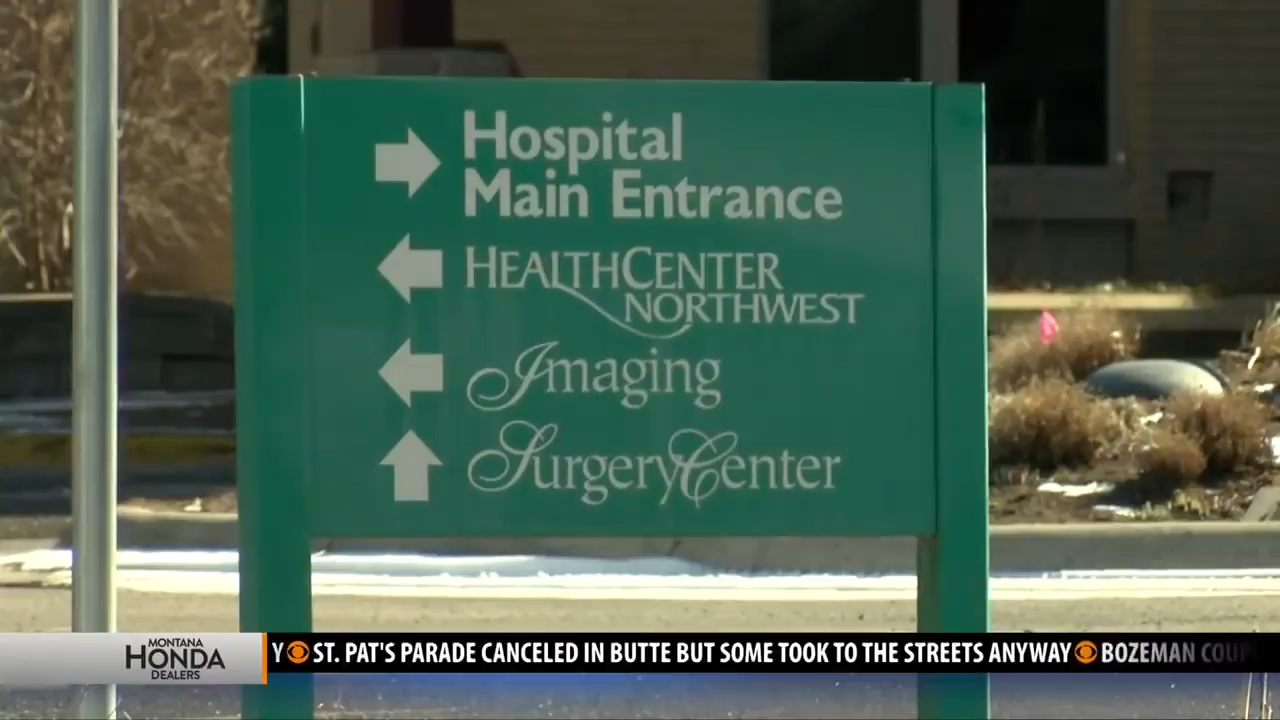 Hospital
Main Entrance
HEALTHCENTER
NORTHWEST
Imaging
SurgeryCenter
MONTANA
HONDA
DEALERS
Y ST. PAT'S PARADE CANCELED IN BUTTE BUT SOME TOOK TO THE STREETS ANYWAY BOZEMAN